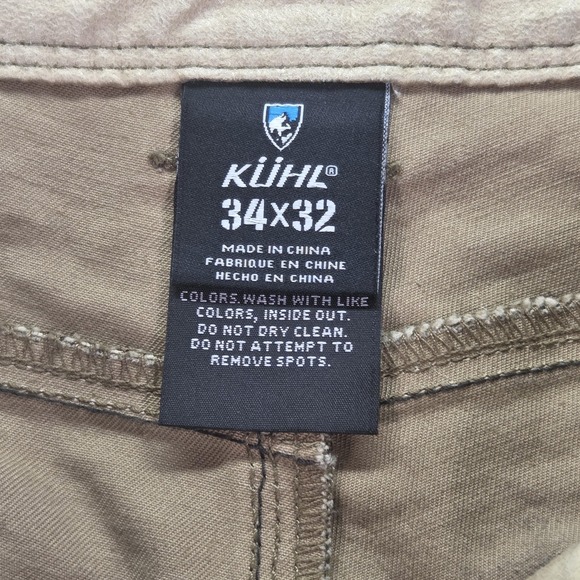 KÜHL®
34X32
MADE IN CHINA
FABRIQUE EN CHINE
HECHO EN CHINA
COLORS. WASH WITH LIKE
COLORS, INSIDE OUT.
DO NOT DRY CLEAN.
DO NOT ATTEMPT TO
REMOVE SPOTS.